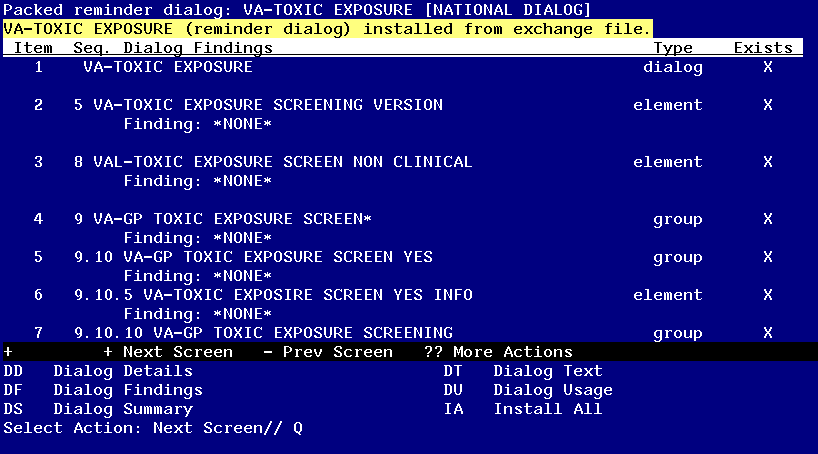 Packed reminder dialog: VA-TOXIC EXPOSURE [NATIONAL DIALOG]
VA-TOXIC EXPOSURE (reminder dialog) installed from exchange file.
Item Seq. Dialog Findings Type Exists
1 VA-TOXIC EXPOSURE dialog X
2 5 VA-TOXIC EXPOSURE SCREENING VERSION element X
Finding: *NONE*
3 8 VAL-TOXIC EXPOSURE SCREEN NON CLINICAL element X
Finding: *NONE*
4 9 VA-GP TOXIC EXPOSURE SCREEN* group X
Finding: *NONE*
5 9.10 VA-GP TOXIC EXPOSURE SCREEN YES group X
Finding: *NONE*
6 9.10.5 VA-TOXIC EXPOSIRE SCREEN YES INFO element X
Finding: *NONE*
7 9.10.10 VA-GP TOXIC EXPOSURE SCREENING group X
+ + Next Screen - Prev Screen ?? More Actions
DD Dialog Details DT Dialog Text
DF Dialog Findings DU Dialog Usage
DS Dialog Summary IA Install All
Select Action: Next Screen// Q